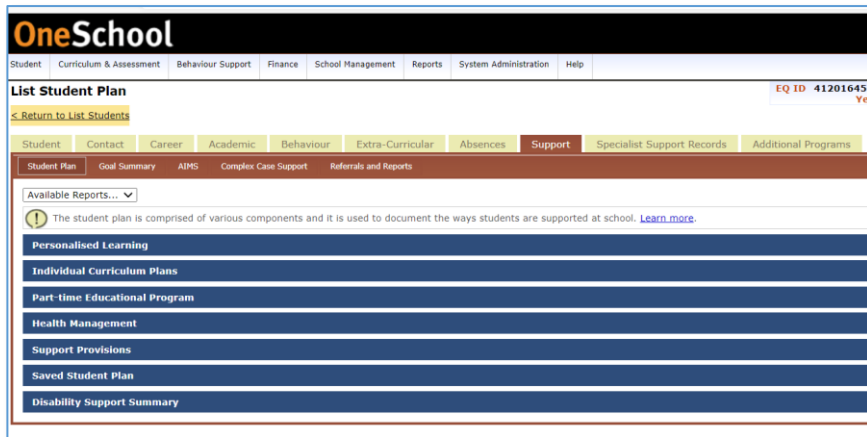 OneSchool
Student Curriculum & Assessment Behaviour Support Finance School Management Reports System Administration Help
List Student Plan EQ ID 41201645
Ye
< Return to List Students
Student Contact Career Academic Behaviour Extra-Curricular Absences Support Specialist Support Records Additional Programs
Student Plan Goal Summary AIMS Complex Case Support Referrals and Reports
Available Reports...
The student plan is comprised of various components and it is used to document the ways students are supported at school. Learn more.
Personalised Learning
Individual Curriculum Plans
Part-time Educational Program
Health Management
Support Provisions
Saved Student Plan
Disability Support Summary